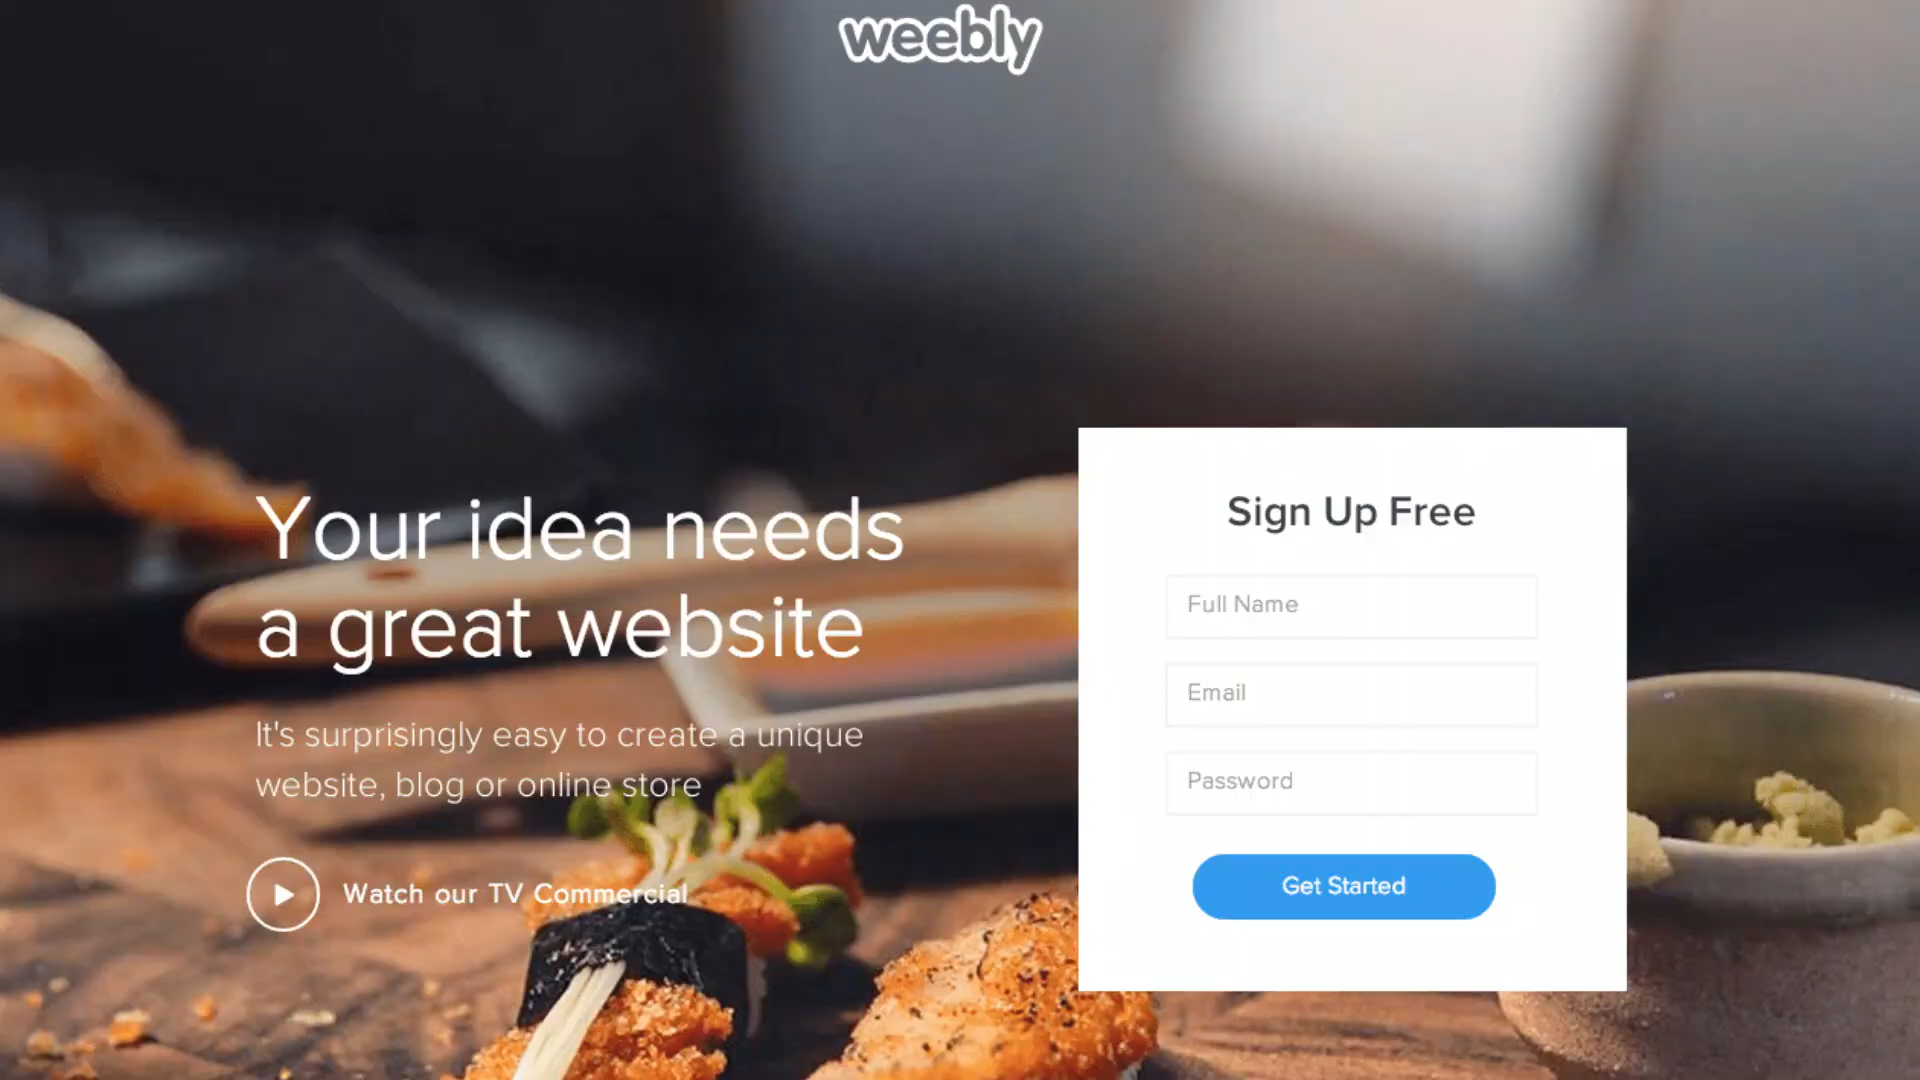 weebly
Your idea needs
a great website
It's surprisingly easy to create a unique
website, blog or online store
Watch our TV Commercial
Sign Up Free
Full Name
Email
Password
Get Started